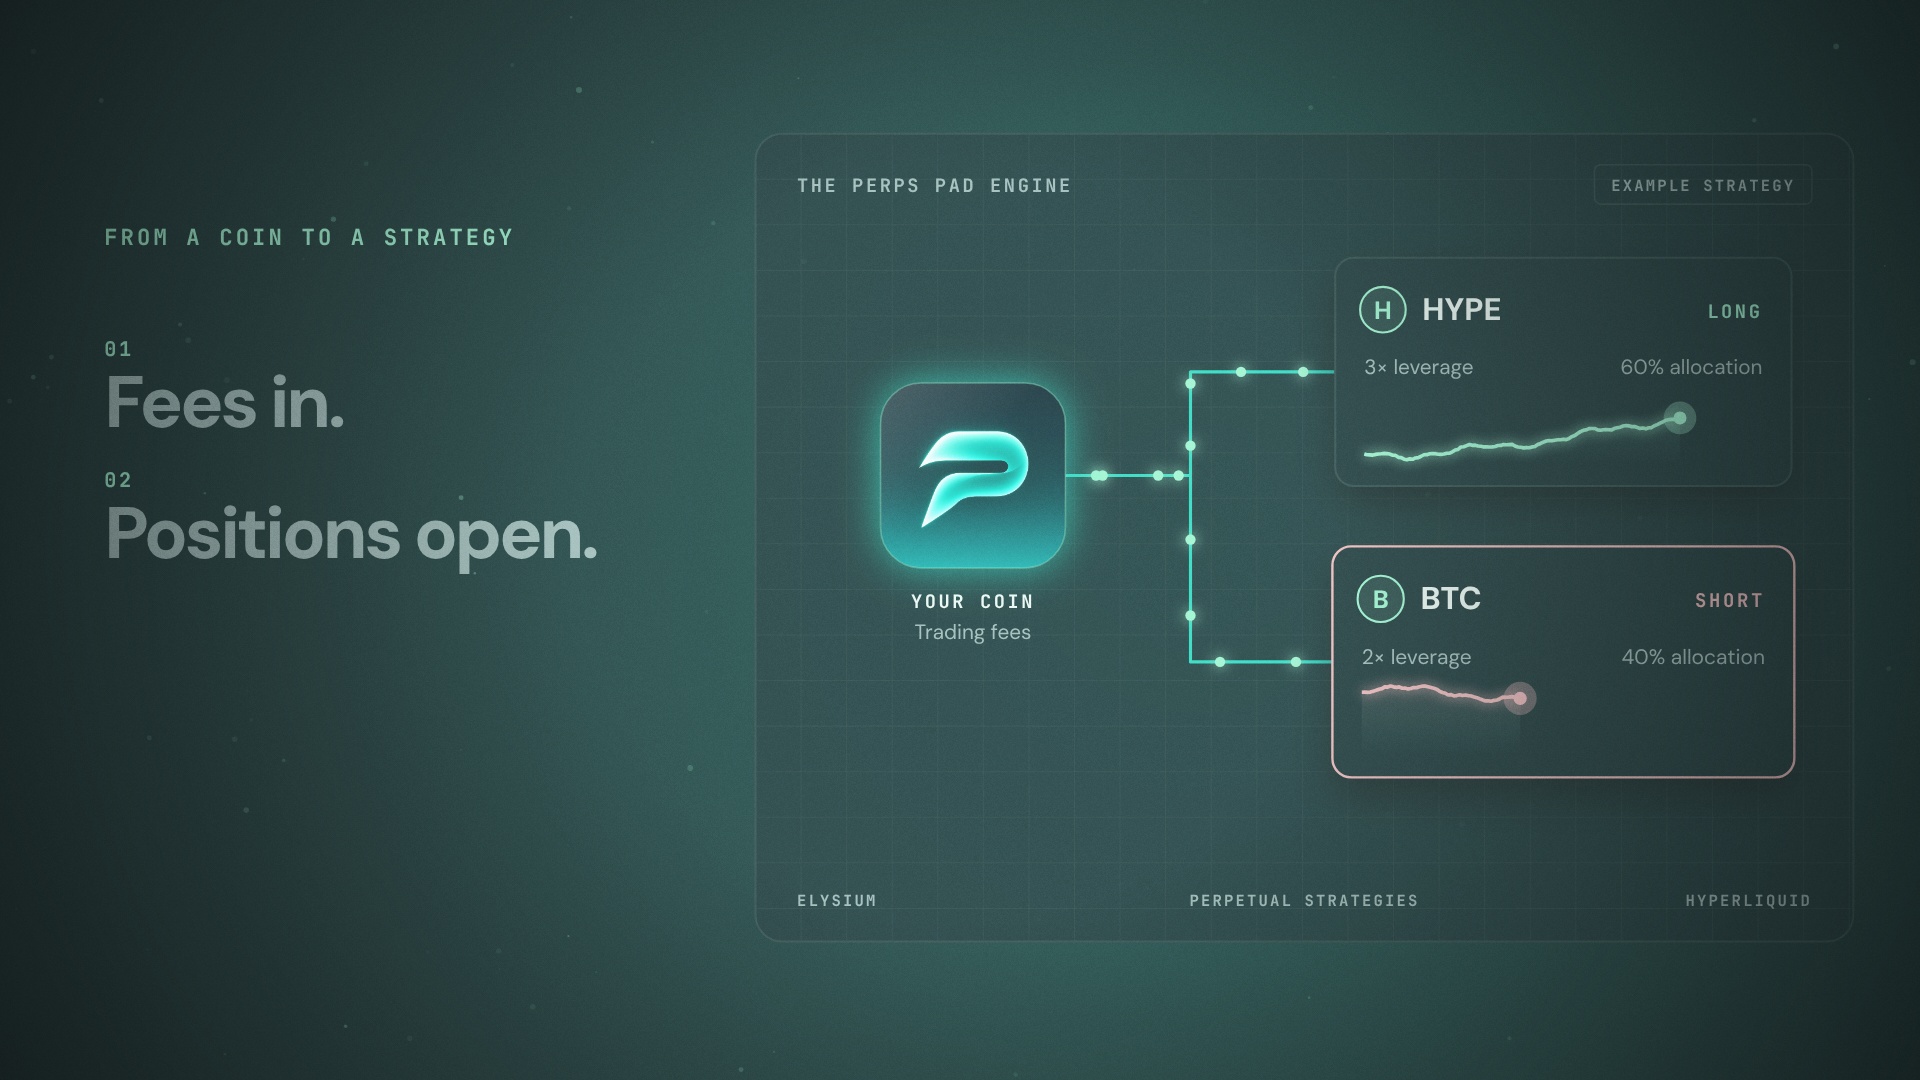 FROM A COIN TO A STRATEGY
01
Fees in.
02
Positions open.
THE PERPS PAD ENGINE
EXAMPLE STRATEGY
YOUR COIN
Trading fees
H HYPE LONG
3× leverage 60% allocation
B BTC SHORT
2× leverage 40% allocation
ELYSIUM PERPETUAL STRATEGIES HYPERLIQUID